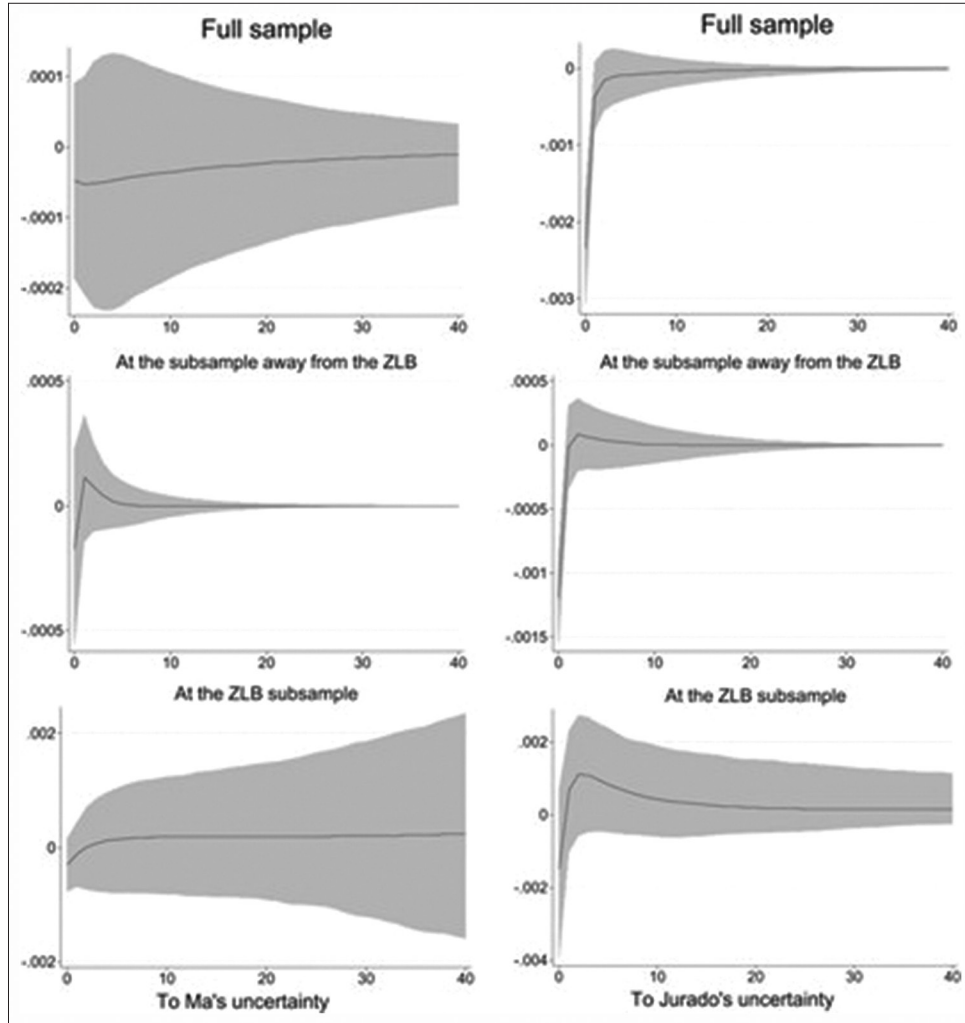 Full sample
.0001
0
-.0001
-.0002
0 10 20 30 40
Full sample
0
-.001
-.002
-.003
0 10 20 30 40
At the subsample away from the ZLB
.0005
0
-.0005
0 10 20 30 40
At the subsample away from the ZLB
.0005
0
-.0005
-.001
-.0015
0 10 20 30 40
At the ZLB subsample
.002
0
-.002
0 10 20 30 40
To Ma's uncertainty
At the ZLB subsample
.002
0
-.002
-.004
0 10 20 30 40
To Jurado's uncertainty